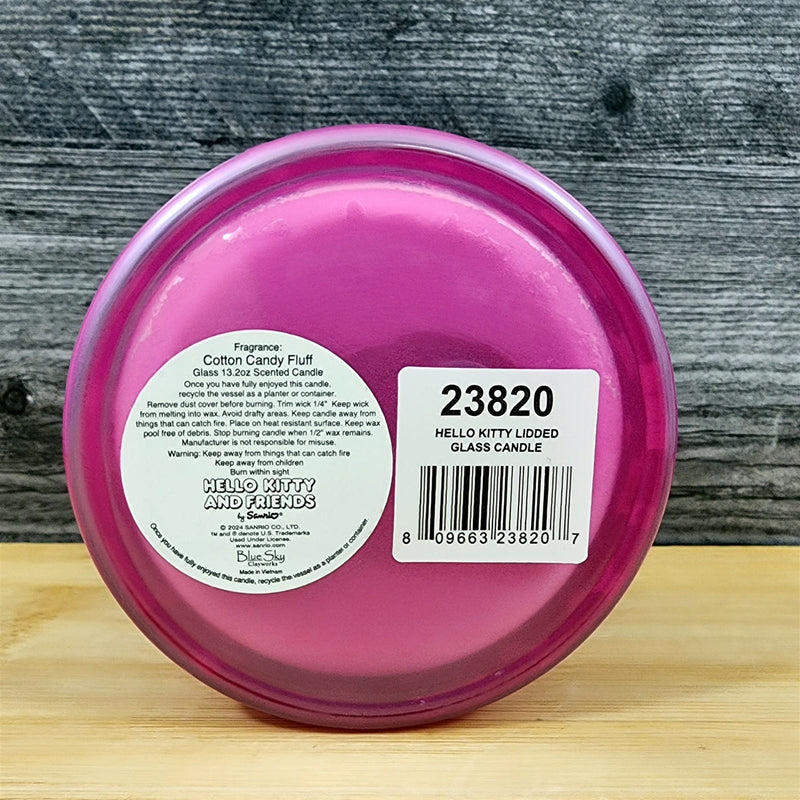 Fragrance:
Cotton Candy Fluff
Glass 13.2oz Scented Candle
Once you have fully enjoyed this candle,
recycle the vessel as a planter or container.
Remove dust cover before burning. Trim wick 1/4" Keep wick
from melting into wax. Avoid drafty areas. Keep candle away from
things that can catch fire. Place on heat resistant surface. Keep wax
pool free of debris. Stop burning candle when 1/2" wax remains.
Manufacturer is not responsible for misuse.
Warning: Keep away from things that can catch fire
Keep away from children
Burn within sight
HELLO KITTY
AND FRIENDS
by Sanrio®
© 2024 SANRIO CO., LTD.
™ and ® denote U.S. Trademarks
Used Under License.
www.sanrio.com
Blue Sky
Clayworks
Made in Vietnam
Once you have fully enjoyed this candle, recycle the vessel as a planter or container.
23820
HELLO KITTY LIDDED
GLASS CANDLE
8 09663 23820 7